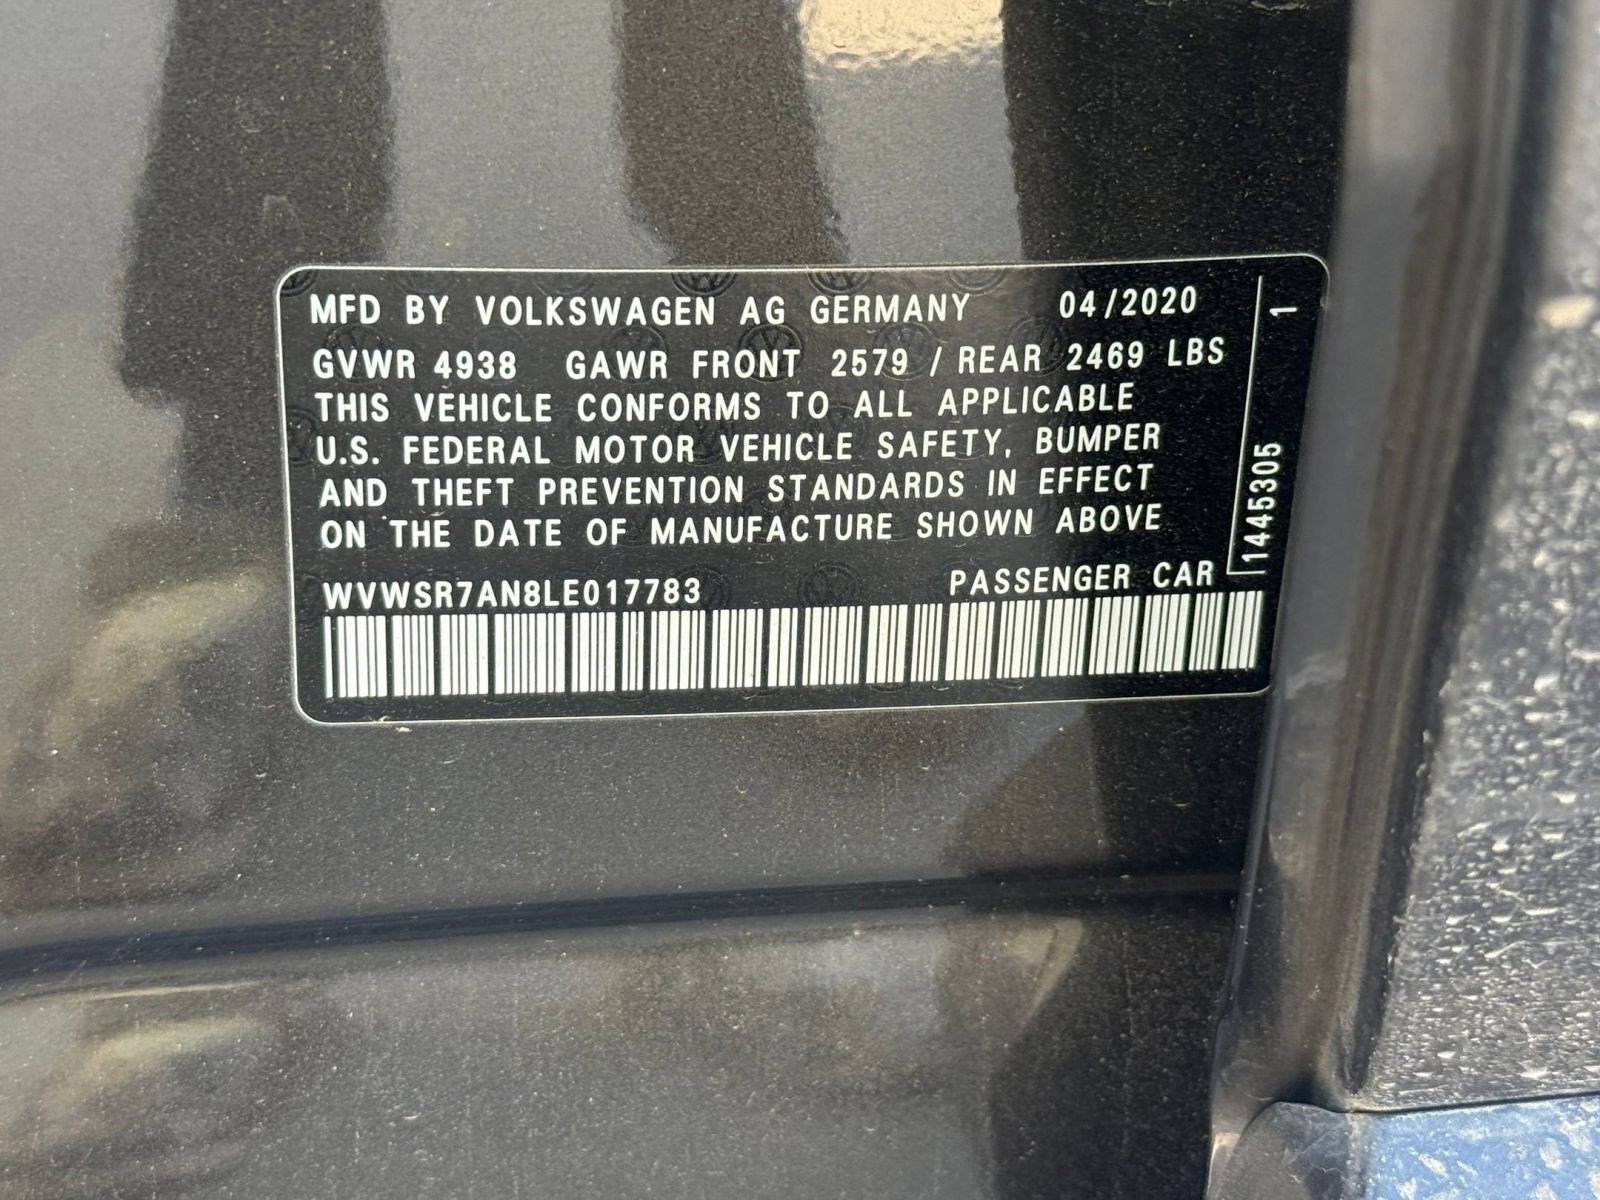 MFD BY VOLKSWAGEN AG GERMANY 04/2020
GVWR 4938 GAWR FRONT 2579 / REAR 2469 LBS
THIS VEHICLE CONFORMS TO ALL APPLICABLE
U.S. FEDERAL MOTOR VEHICLE SAFETY, BUMPER
AND THEFT PREVENTION STANDARDS IN EFFECT
ON THE DATE OF MANUFACTURE SHOWN ABOVE
WVWSR7AN8LE017783 PASSENGER CAR
1445305 1